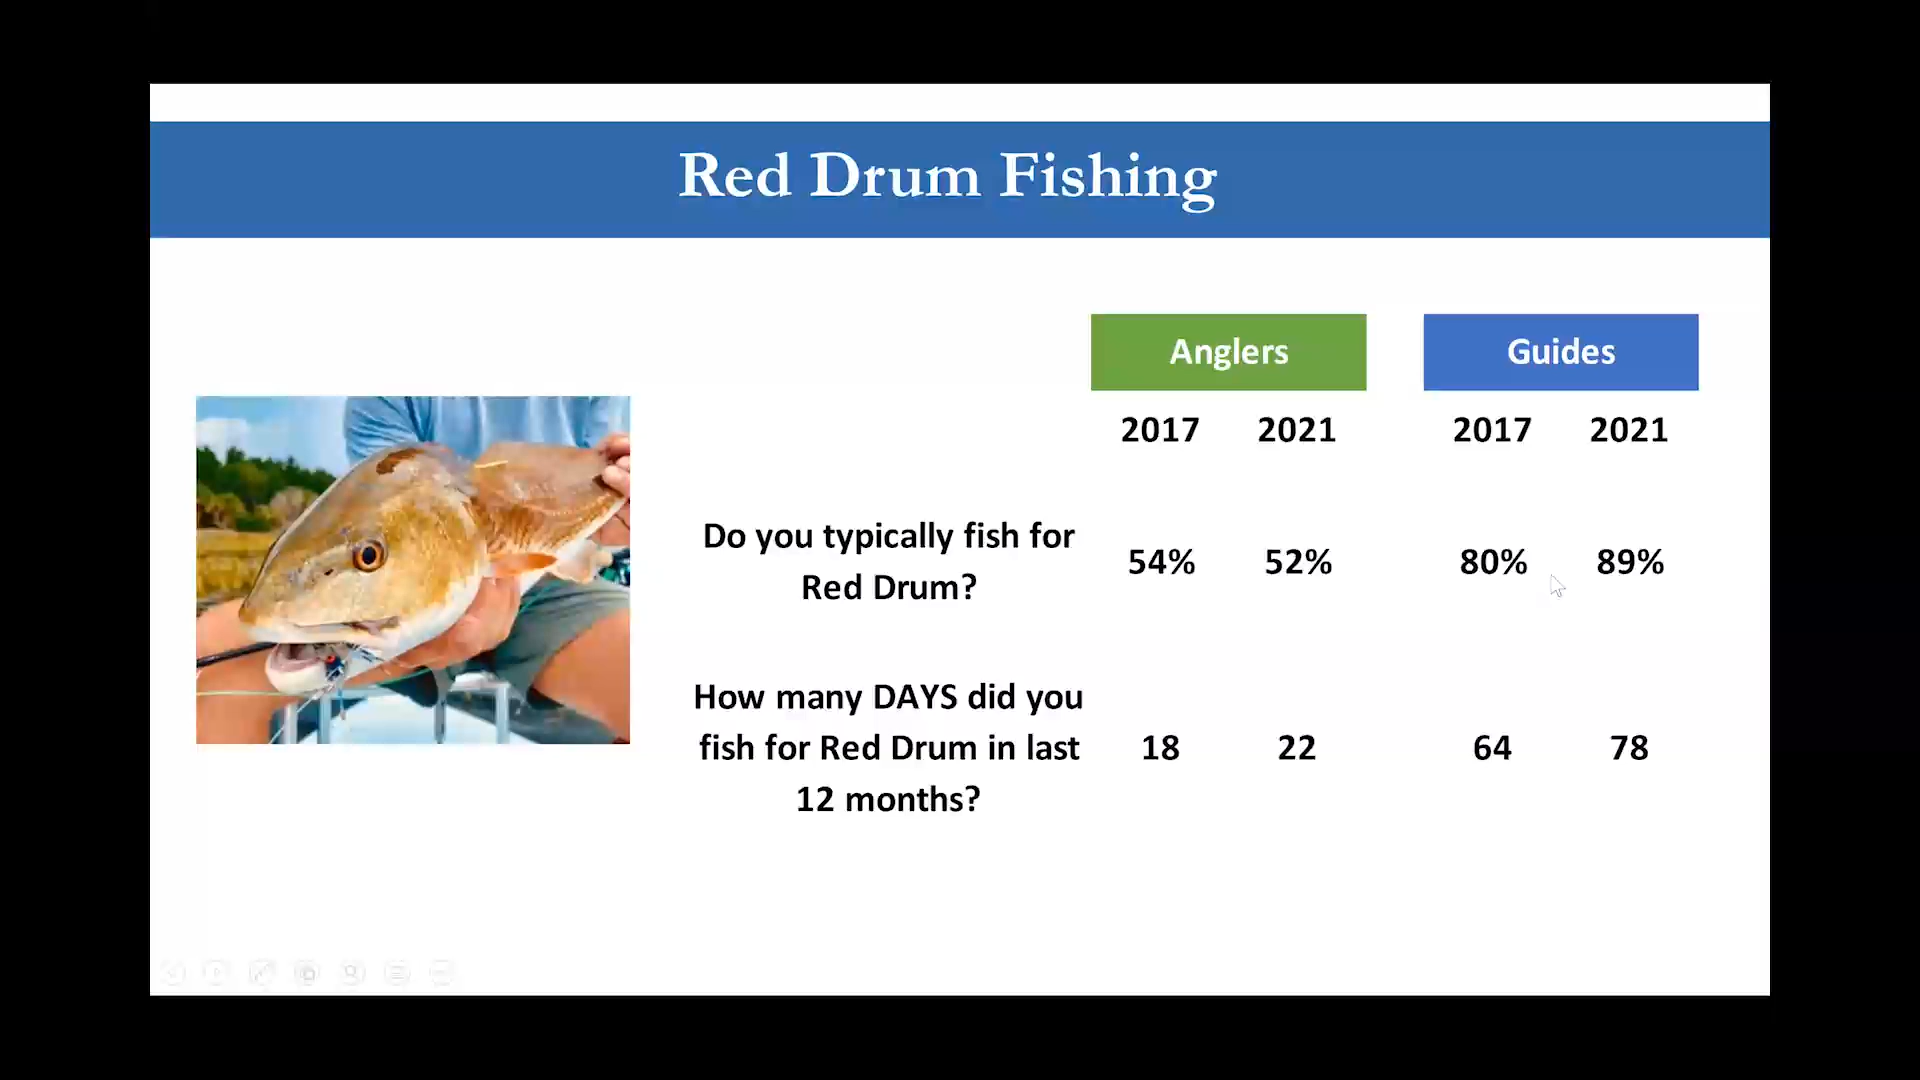 Red Drum Fishing
Anglers Guides
2017 2021 2017 2021
Do you typically fish for
Red Drum?
54% 52% 80% 89%
How many DAYS did you
fish for Red Drum in last
12 months?
18 22 64 78